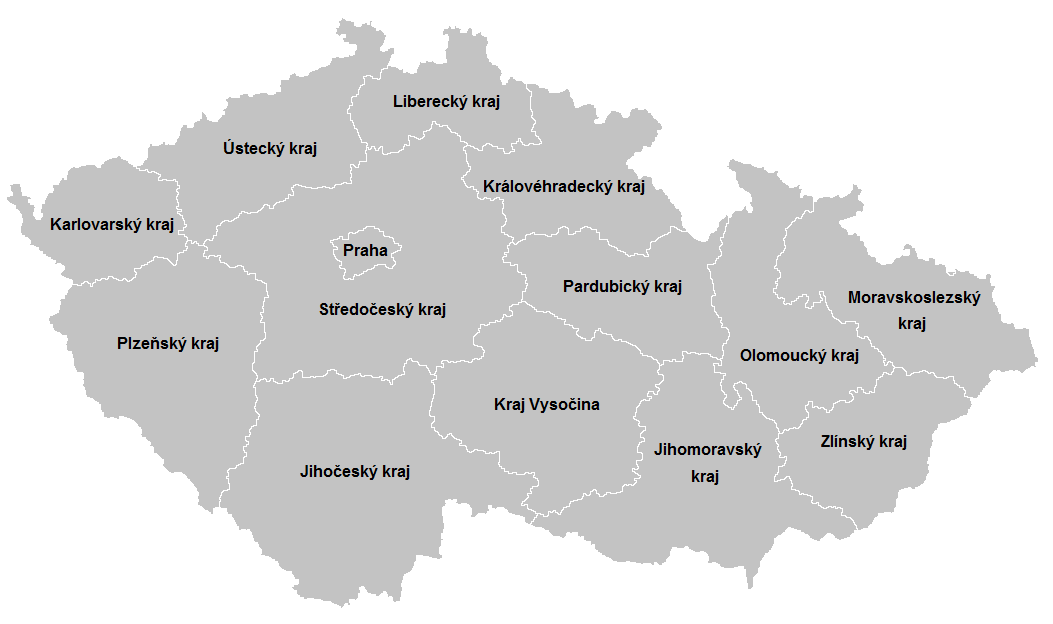 Liberecký kraj
Ústecký kraj
Královéhradecký kraj
Karlovarský kraj
Praha
Pardubický kraj
Středočeský kraj
Moravskoslezský
kraj
Plzeňský kraj
Olomoucký kraj
Kraj Vysočina
Zlínský kraj
Jihomoravský
kraj
Jihočeský kraj